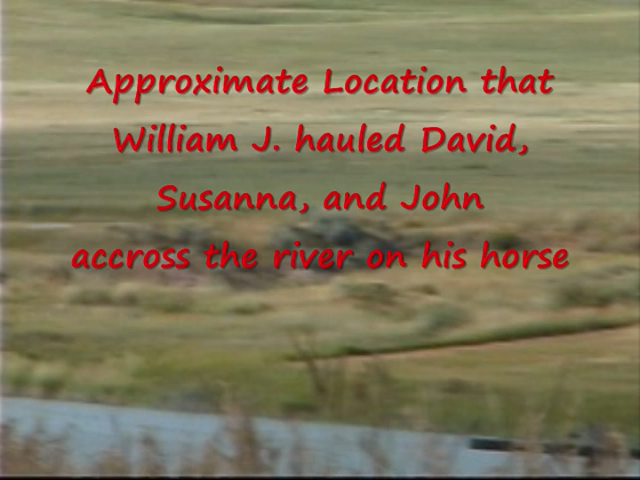 Approximate Location that
William J. hauled David,
Susanna, and John
accross the river on his horse